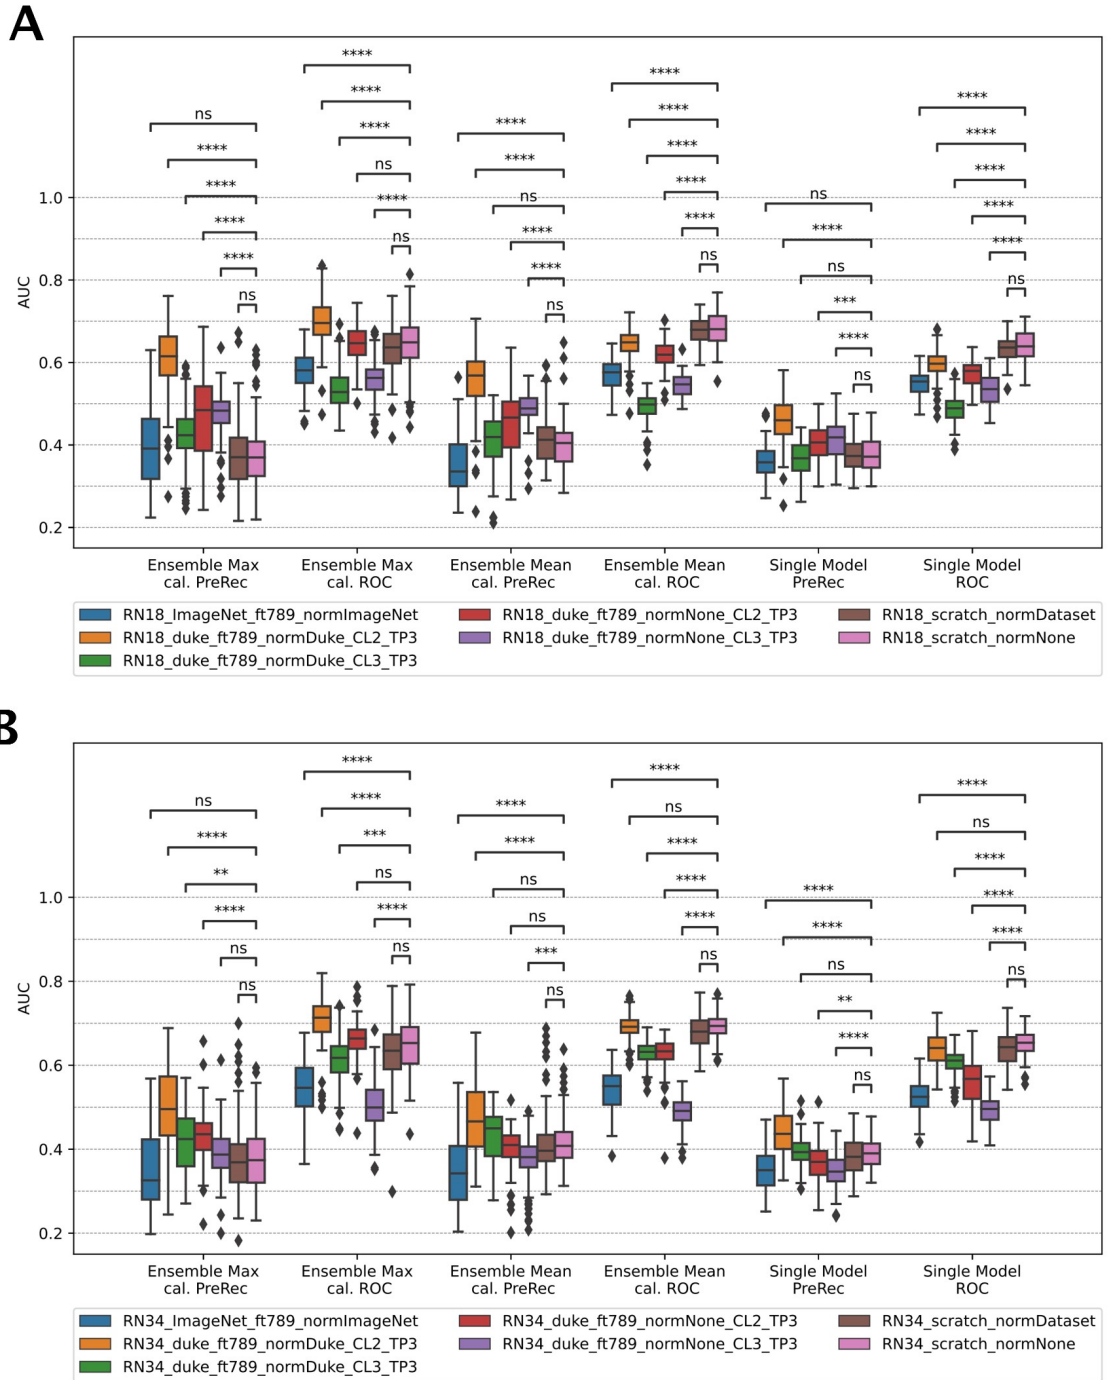 A
ns
****
****
****
****
ns
****
****
****
ns
****
ns
****
****
ns
****
****
ns
****
****
****
****
****
ns
ns
****
ns
***
****
ns
****
****
****
****
****
ns
1.0
0.8
0.6
0.4
0.2
AUC
Ensemble Max
cal. PreRec
Ensemble Max
cal. ROC
Ensemble Mean
cal. PreRec
Ensemble Mean
cal. ROC
Single Model
PreRec
Single Model
ROC
RN18_ImageNet_ft789_normImageNet
RN18_duke_ft789_normDuke_CL2_TP3
RN18_duke_ft789_normDuke_CL3_TP3
RN18_duke_ft789_normNone_CL2_TP3
RN18_duke_ft789_normNone_CL3_TP3
RN18_scratch_normDataset
RN18_scratch_normNone
B
ns
****
**
****
ns
ns
****
****
***
ns
****
ns
****
****
ns
ns
***
ns
****
ns
****
****
****
ns
****
****
ns
**
****
ns
****
ns
****
****
****
ns
1.0
0.8
0.6
0.4
0.2
AUC
Ensemble Max
cal. PreRec
Ensemble Max
cal. ROC
Ensemble Mean
cal. PreRec
Ensemble Mean
cal. ROC
Single Model
PreRec
Single Model
ROC
RN34_ImageNet_ft789_normImageNet
RN34_duke_ft789_normDuke_CL2_TP3
RN34_duke_ft789_normDuke_CL3_TP3
RN34_duke_ft789_normNone_CL2_TP3
RN34_duke_ft789_normNone_CL3_TP3
RN34_scratch_normDataset
RN34_scratch_normNone